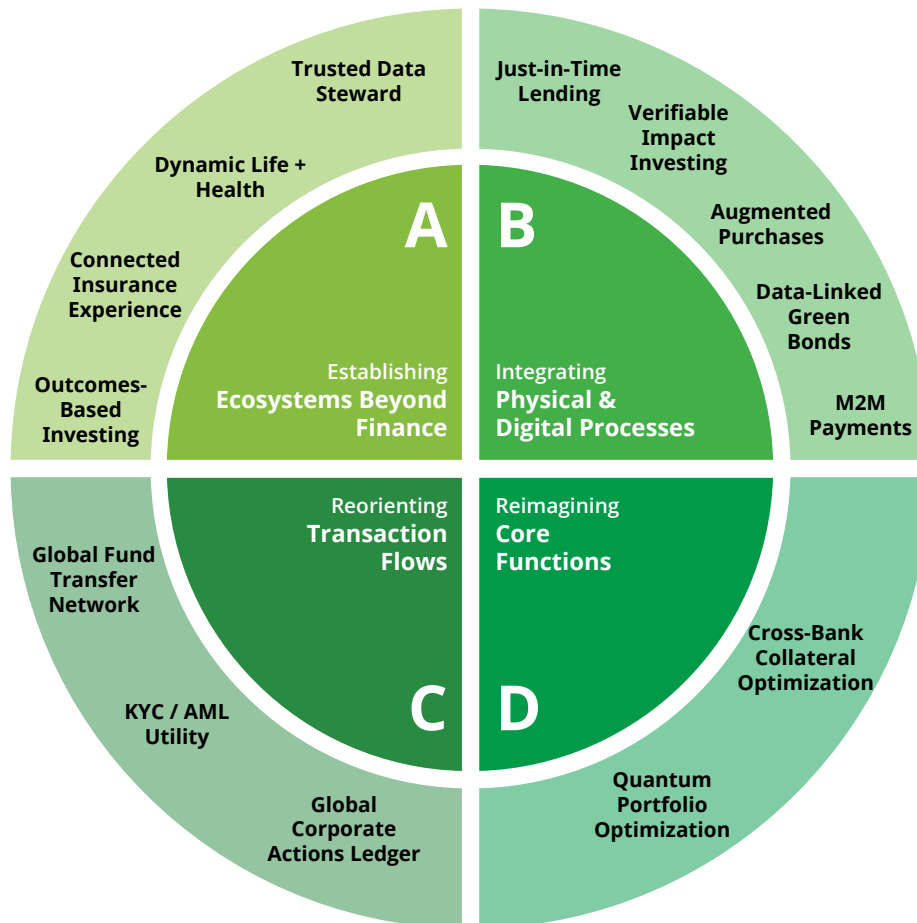 Trusted Data
Steward
Dynamic Life +
Health
Connected
Insurance
Experience
Outcomes-
Based
Investing
A
Establishing
Ecosystems Beyond
Finance
Just-in-Time
Lending
Verifiable
Impact
Investing
Augmented
Purchases
Data-Linked
Green
Bonds
M2M
Payments
B
Integrating
Physical &
Digital Processes
Reorienting
Transaction
Flows
C
Global Fund
Transfer
Network
KYC / AML
Utility
Global
Corporate
Actions Ledger
Reimagining
Core
Functions
D
Cross-Bank
Collateral
Optimization
Quantum
Portfolio
Optimization